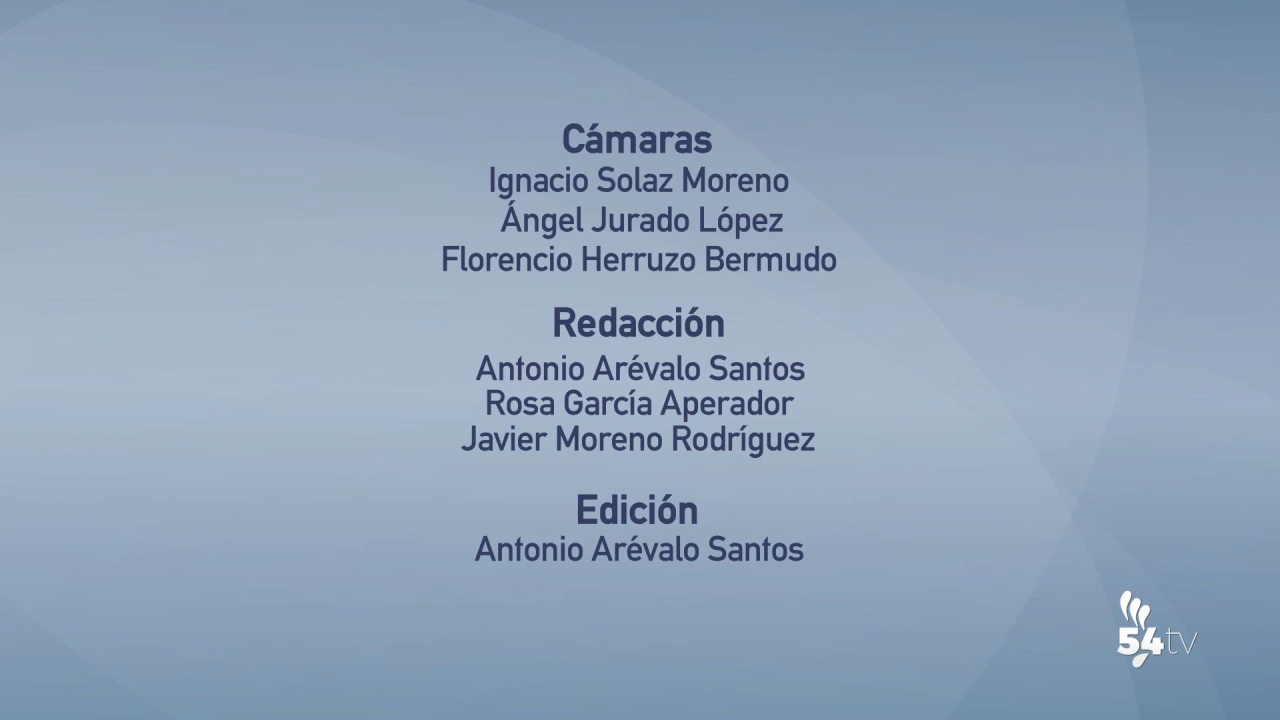 Cámaras
Ignacio Solaz Moreno
Ángel Jurado López
Florencio Herruzo Bermudo
Redacción
Antonio Arévalo Santos
Rosa García Aperador
Javier Moreno Rodríguez
Edición
Antonio Arévalo Santos
54tv